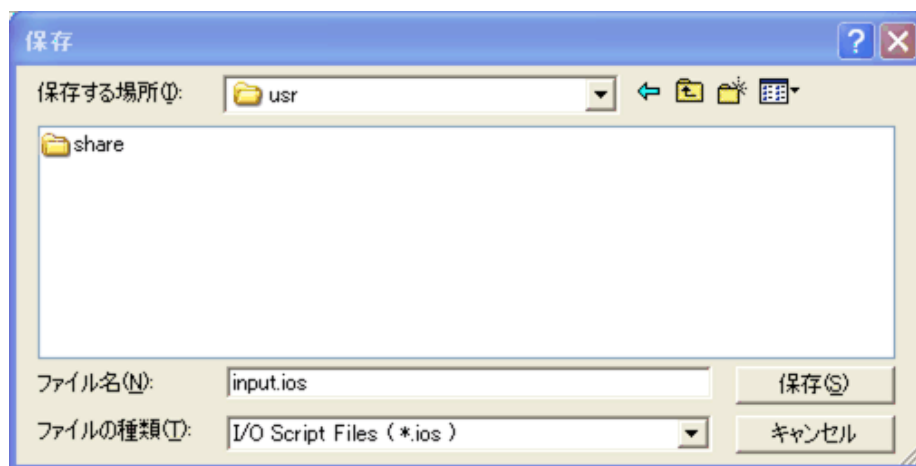 保存
保存する場所(I): usr
share
ファイル名(N): input.ios 保存(S)
ファイルの種類(T): I/O Script Files ( *.ios ) キャンセル